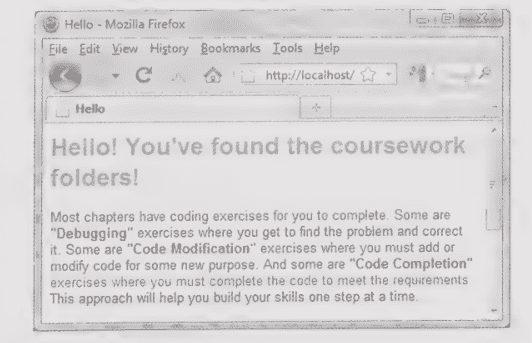 Hello - Mozilla Firefox
File Edit View History Bookmarks Tools Help
http://localhost/
Hello
Hello! You've found the coursework
folders!
Most chapters have coding exercises for you to complete. Some are
"Debugging" exercises where you get to find the problem and correct
it. Some are "Code Modification" exercises where you must add or
modify code for some new purpose. And some are "Code Completion"
exercises where you must complete the code to meet the requirements
This approach will help you build your skills one step at a time.